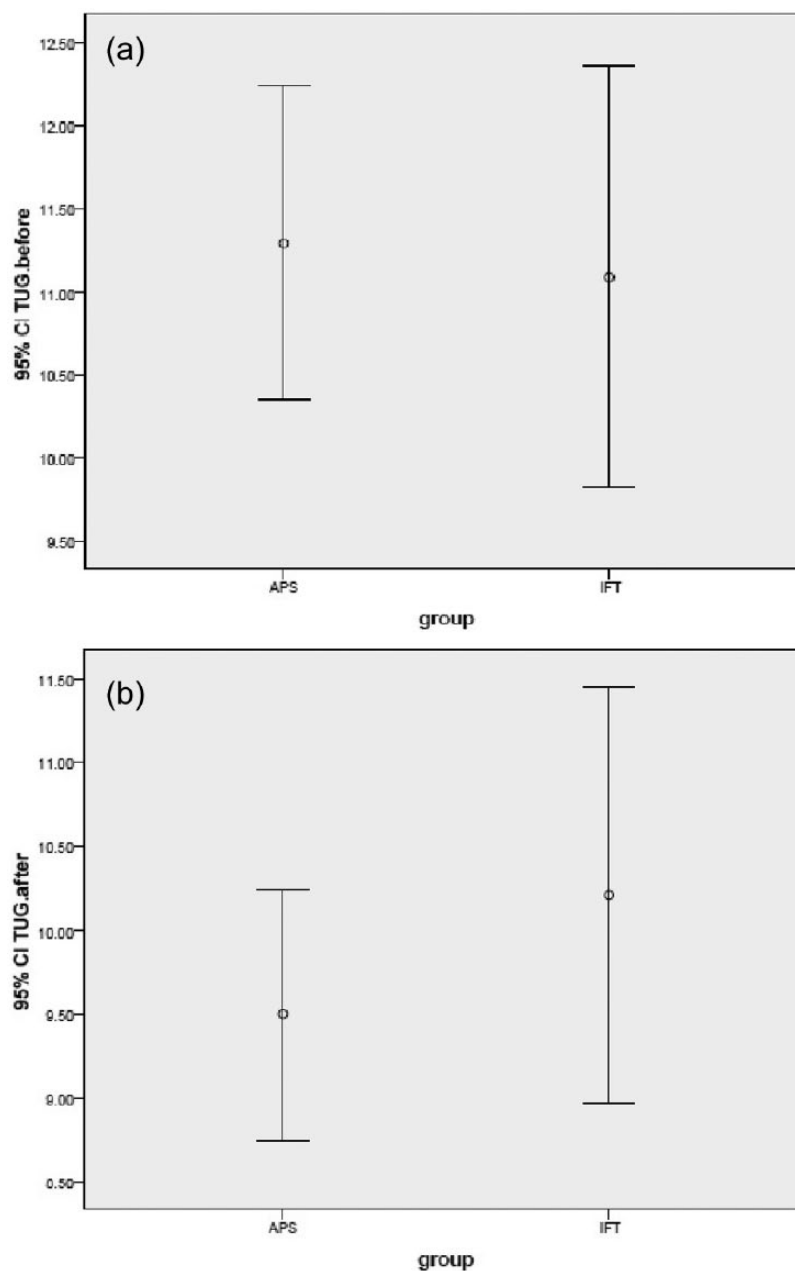 (a)
95% CI TUG.before
12.50
12.00
11.50
11.00
10.50
10.00
9.50
APS
IFT
group
(b)
95% CI TUG.after
11.50
11.00
10.50
10.00
9.50
9.00
8.50
APS
IFT
group